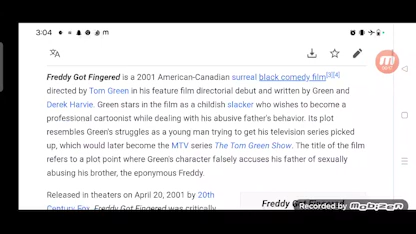 3:04
Freddy Got Fingered is a 2001 American-Canadian surreal black comedy film[3][4]
directed by Tom Green in his feature film directorial debut and written by Green and
Derek Harvie. Green stars in the film as a childish slacker who wishes to become a
professional cartoonist while dealing with his abusive father's behavior. Its plot
resembles Green's struggles as a young man trying to get his television series picked
up, which would later become the MTV series The Tom Green Show. The title of the film
refers to a plot point where Green's character falsely accuses his father of sexually
abusing his brother, the eponymous Freddy.
Released in theaters on April 20, 2001 by 20th
Century Fox, Freddy Got Fingered was critically
Freddy Got Fingered
Recorded by mobizen